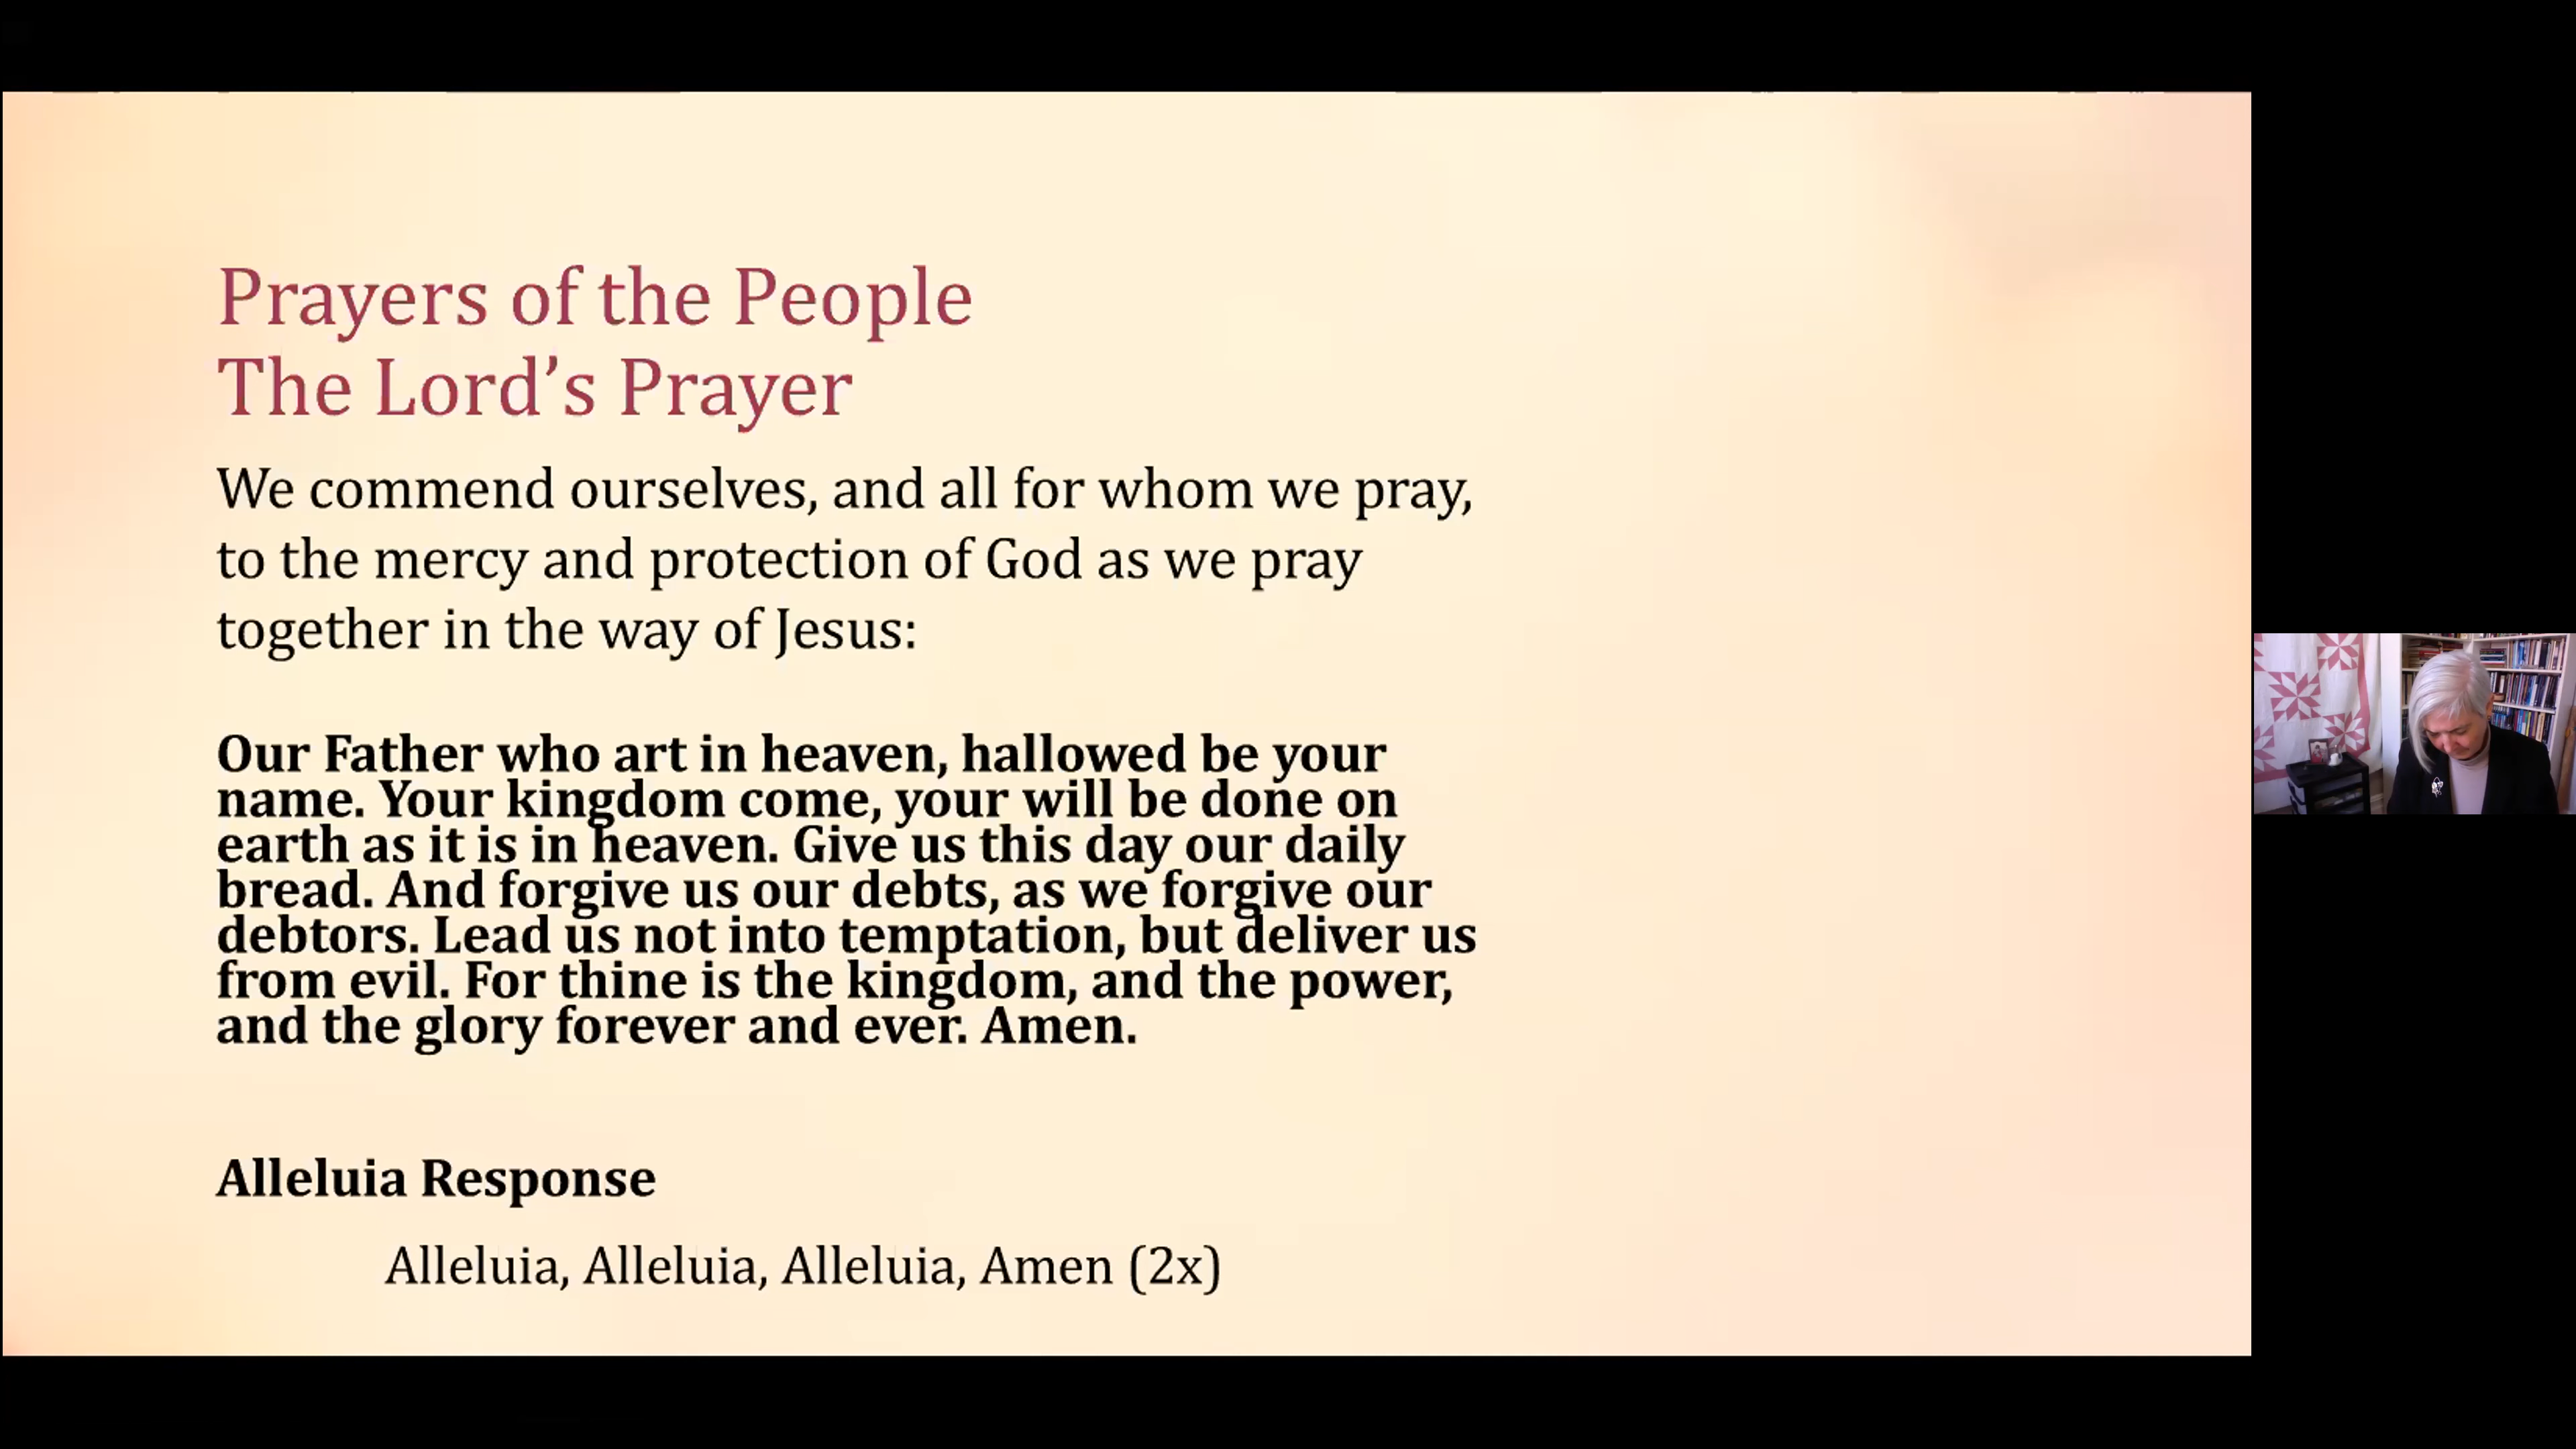 Prayers of the People
The Lord’s Prayer
We commend ourselves, and all for whom we pray,
to the mercy and protection of God as we pray
together in the way of Jesus:
Our Father who art in heaven, hallowed be your
name. Your kingdom come, your will be done on
earth as it is in heaven. Give us this day our daily
bread. And forgive us our debts, as we forgive our
debtors. Lead us not into temptation, but deliver us
from evil. For thine is the kingdom, and the power,
and the glory forever and ever. Amen.
Alleluia Response
Alleluia, Alleluia, Alleluia, Amen (2x)